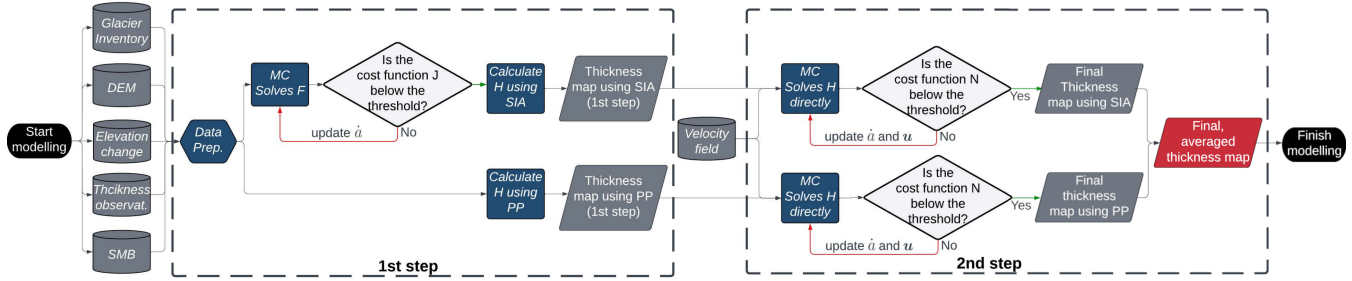 Start
modelling
Glacier
Inventory
DEM
Elevation
change
Thcikness
observat.
SMB
Data
Prep.
MC
Solves F
Is the
cost function J
below the
threshold?
update ȧ
No
Calculate
H using
SIA
Thickness
map using SIA
(1st step)
Calculate
H using
PP
Thickness
map using PP
(1st step)
1st step
Velocity
field
MC
Solves H
directly
Is the
cost function N
below the
threshold?
update ȧ and u
No
Yes
Final
Thickness
map using SIA
MC
Solves H
directly
Is the
cost function N
below the
threshold?
update ȧ and u
No
Yes
Final
thickness
map using PP
2nd step
Final,
averaged
thickness map
Finish
modelling